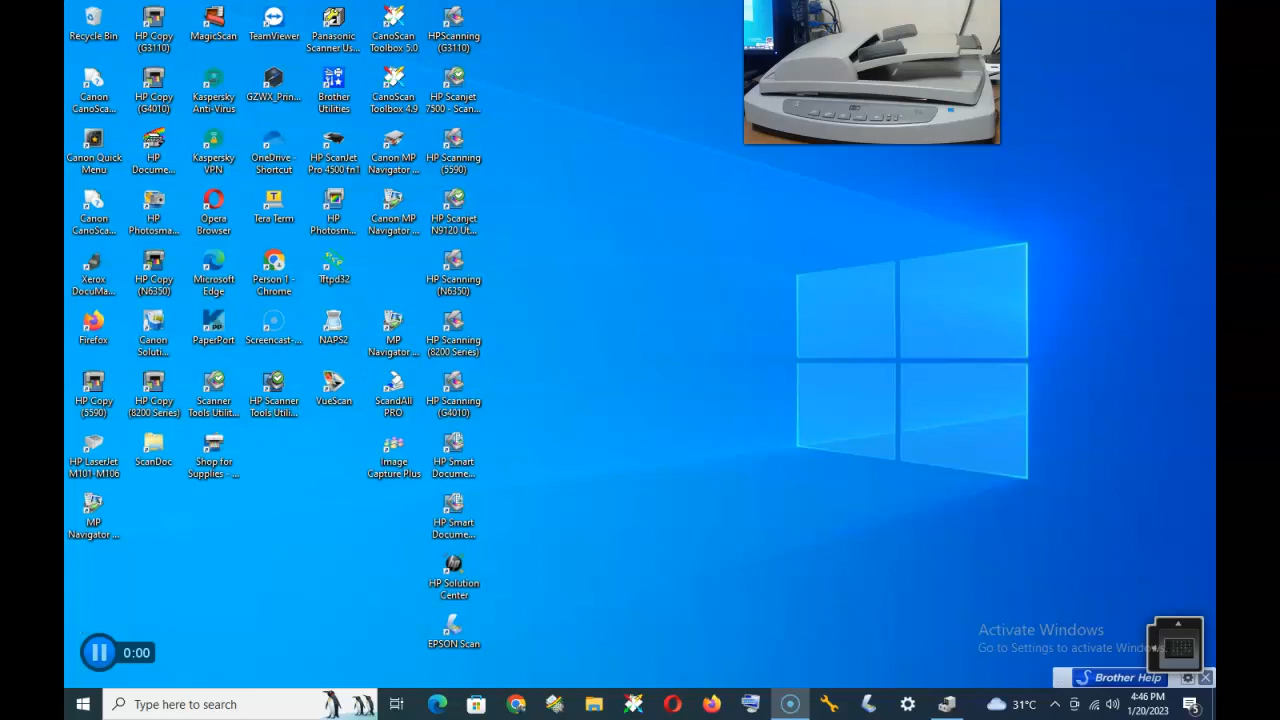 Recycle Bin
HP Copy
(G3110)
MagicScan
TeamViewer
Panasonic
Scanner Us...
CanoScan
Toolbox 5.0
HPScanning
(G3110)
Canon
CanoSca...
HP Copy
(G4010)
Kaspersky
Anti-Virus
GZWX_Prin...
Brother
Utilities
CanoScan
Toolbox 4.9
HP Scanjet
7500 - Scan...
Canon Quick
Menu
HP
Docume...
Kaspersky
VPN
OneDrive -
Shortcut
HP ScanJet
Pro 4500 fn1
Canon MP
Navigator ...
HP Scanning
(5590)
Canon
CanoSca...
HP
Photosma...
Opera
Browser
Tera Term
HP
Photosm...
Canon MP
Navigator ...
HP Scanjet
N9120 Ut...
Xerox
DocuMa...
HP Copy
(N6350)
Microsoft
Edge
Person 1 -
Chrome
Tftpd32
HP Scanning
(N6350)
Firefox
Canon
Soluti...
PaperPort
Screencast-...
NAPS2
MP
Navigator...
HP Scanning
(8200 Series)
HP Copy
(5590)
HP Copy
(8200 Series)
Scanner
Tools Utilit...
HP Scanner
Tools Utili...
VueScan
ScandAll
PRO
HP Scanning
(G4010)
HP LaserJet
M101-M106
ScanDoc
Shop for
Supplies - ...
Image
Capture Plus
HP Smart
Docume...
MP
Navigator ...
HP Smart
Docume...
HP Solution
Center
EPSON Scan
0:00
Activate Windows
Go to Settings to activate Windows.
Brother Help
Type here to search
31°C
4:46 PM
1/20/2023
5